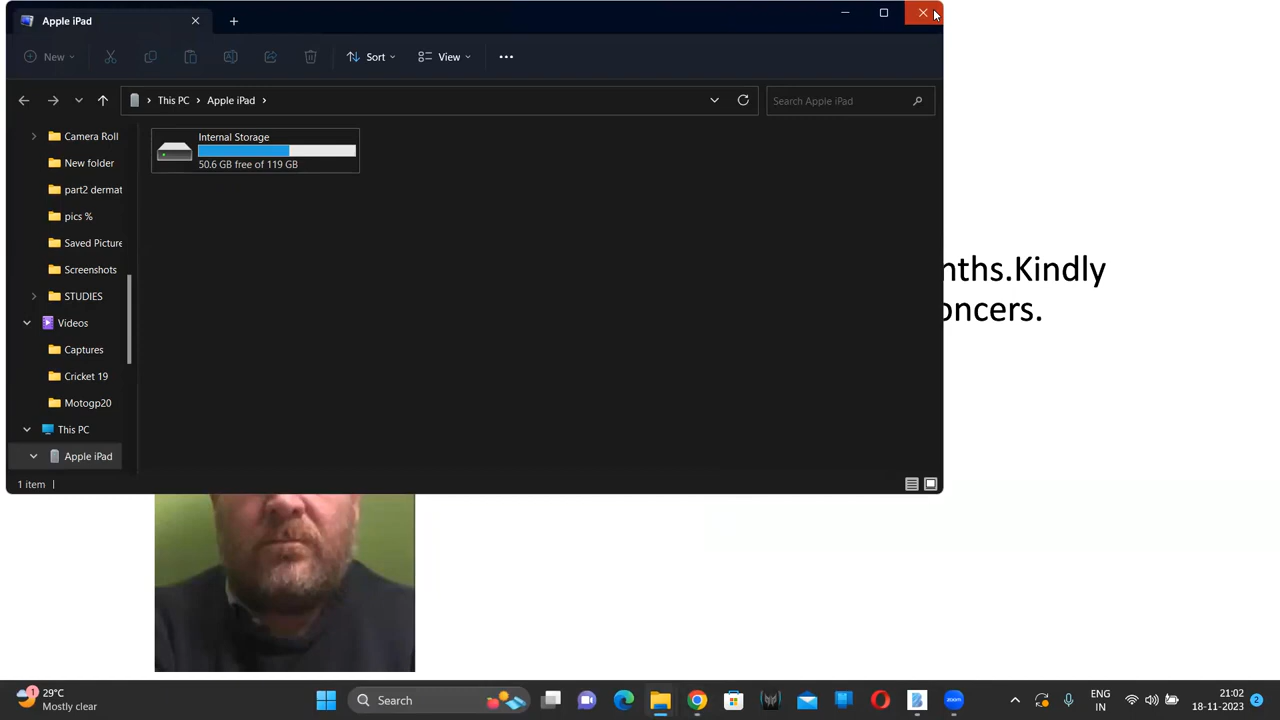 Apple iPad
New
Sort
View
This PC
Apple iPad
Search Apple iPad
Camera Roll
New folder
part2 dermat
pics %
Saved Picture
Screenshots
STUDIES
Videos
Captures
Cricket 19
Motogp20
This PC
Apple iPad
Internal Storage
50.6 GB free of 119 GB
1 item
nths.Kindly
oncers.
1
29°C
Mostly clear
Search
zoom
ENG
IN
21:02
18-11-2023
2